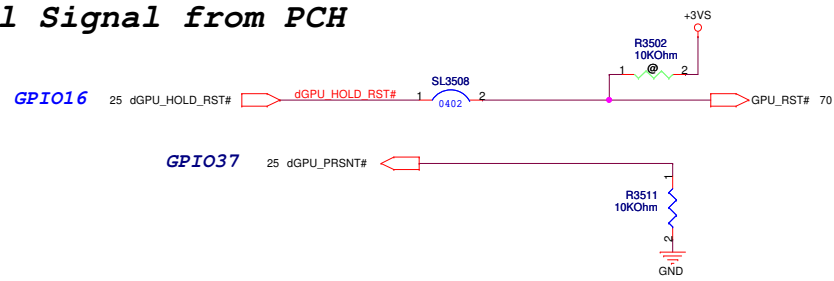 l Signal from PCH
+3VS
R3502
10KOhm
1 @ 2
GPIO16 25 dGPU_HOLD_RST# dGPU_HOLD_RST# 1 SL3508 2 GPU_RST# 70
0402
GPIO37 25 dGPU_PRSNT#
1
R3511
10KOhm
2
GND